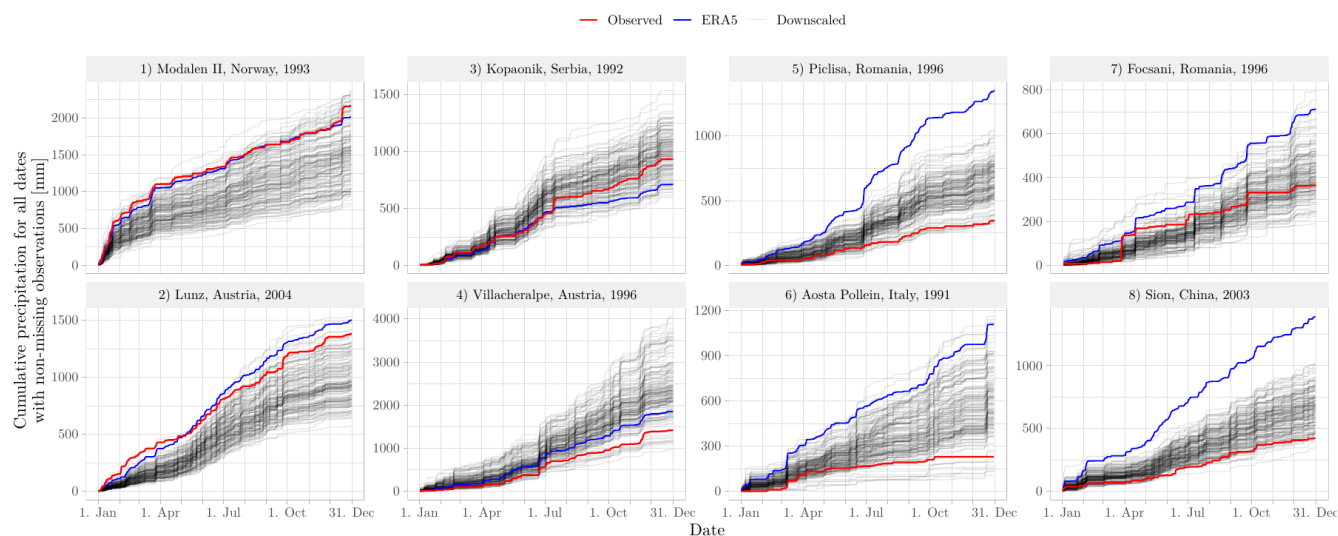 Observed ERA5 Downscaled
Cumulative precipitation for all dates
with non-missing observations [mm]
1) Modalen II, Norway, 1993
2000
1500
1000
500
0
3) Kopaonik, Serbia, 1992
1500
1000
500
0
5) Piclisa, Romania, 1996
1000
500
0
7) Focsani, Romania, 1996
800
600
400
200
0
2) Lunz, Austria, 2004
1500
1000
500
0
1. Jan 1. Apr 1. Jul 1. Oct 31. Dec
4) Villacheralpe, Austria, 1996
4000
3000
2000
1000
0
1. Jan 1. Apr 1. Jul 1. Oct 31. Dec
6) Aosta Pollein, Italy, 1991
1200
900
600
300
0
1. Jan 1. Apr 1. Jul 1. Oct 31. Dec
8) Sion, China, 2003
1000
500
0
1. Jan 1. Apr 1. Jul 1. Oct 31. Dec
Date